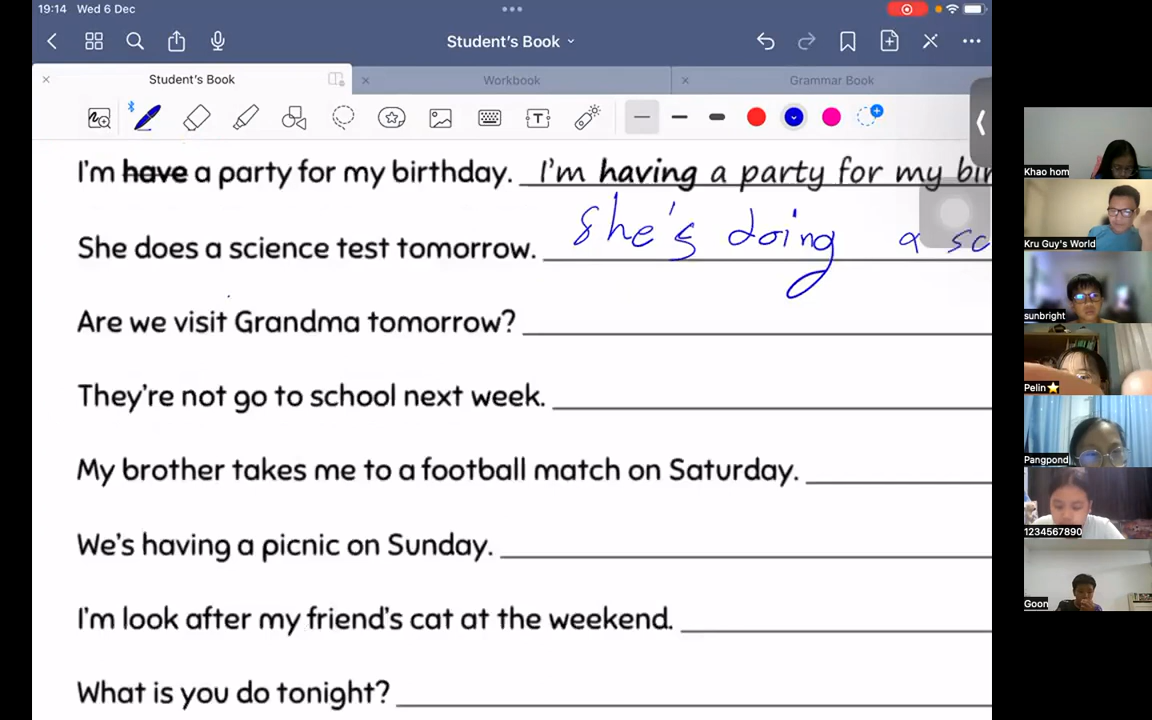 19:14 Wed 6 Dec
Student's Book
Student's Book
Workbook
Grammar Book
I'm have a party for my birthday. I'm having a party for my bir
She does a science test tomorrow. She's doing a sc
Are we visit Grandma tomorrow?
They're not go to school next week.
My brother takes me to a football match on Saturday.
We's having a picnic on Sunday.
I'm look after my friend's cat at the weekend.
What is you do tonight?
Khao hom
Kru Guy's World
sunbright
Pelin⭐
Pangpond
1234567890
Goon